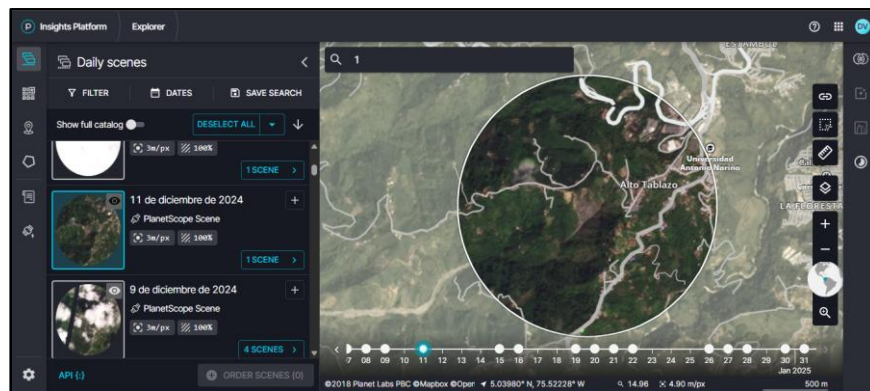 Insights Platform
Explorer
DV
Daily scenes
1
FILTER
DATES
SAVE SEARCH
Show full catalog
DESELECT ALL
3m/px 100%
1 SCENE
11 de diciembre de 2024
PlanetScope Scene
3m/px 100%
1 SCENE
9 de diciembre de 2024
PlanetScope Scene
3m/px 100%
4 SCENES
API {:}
ORDER SCENES (0)
ESTAMBUL
Universidad
Antonio Nariño
Alto Tablazo
LA FLORESTA
08 09 10 11 12 13 14 15 16 17 18 19 20 21 22 23 24 25 26 27 28 29 30 31
Jan 2025
©2018 Planet Labs PBC ©Mapbox ©Oper
5.03980° N, 75.52228° W
14.96
4.90 m/px
500 m